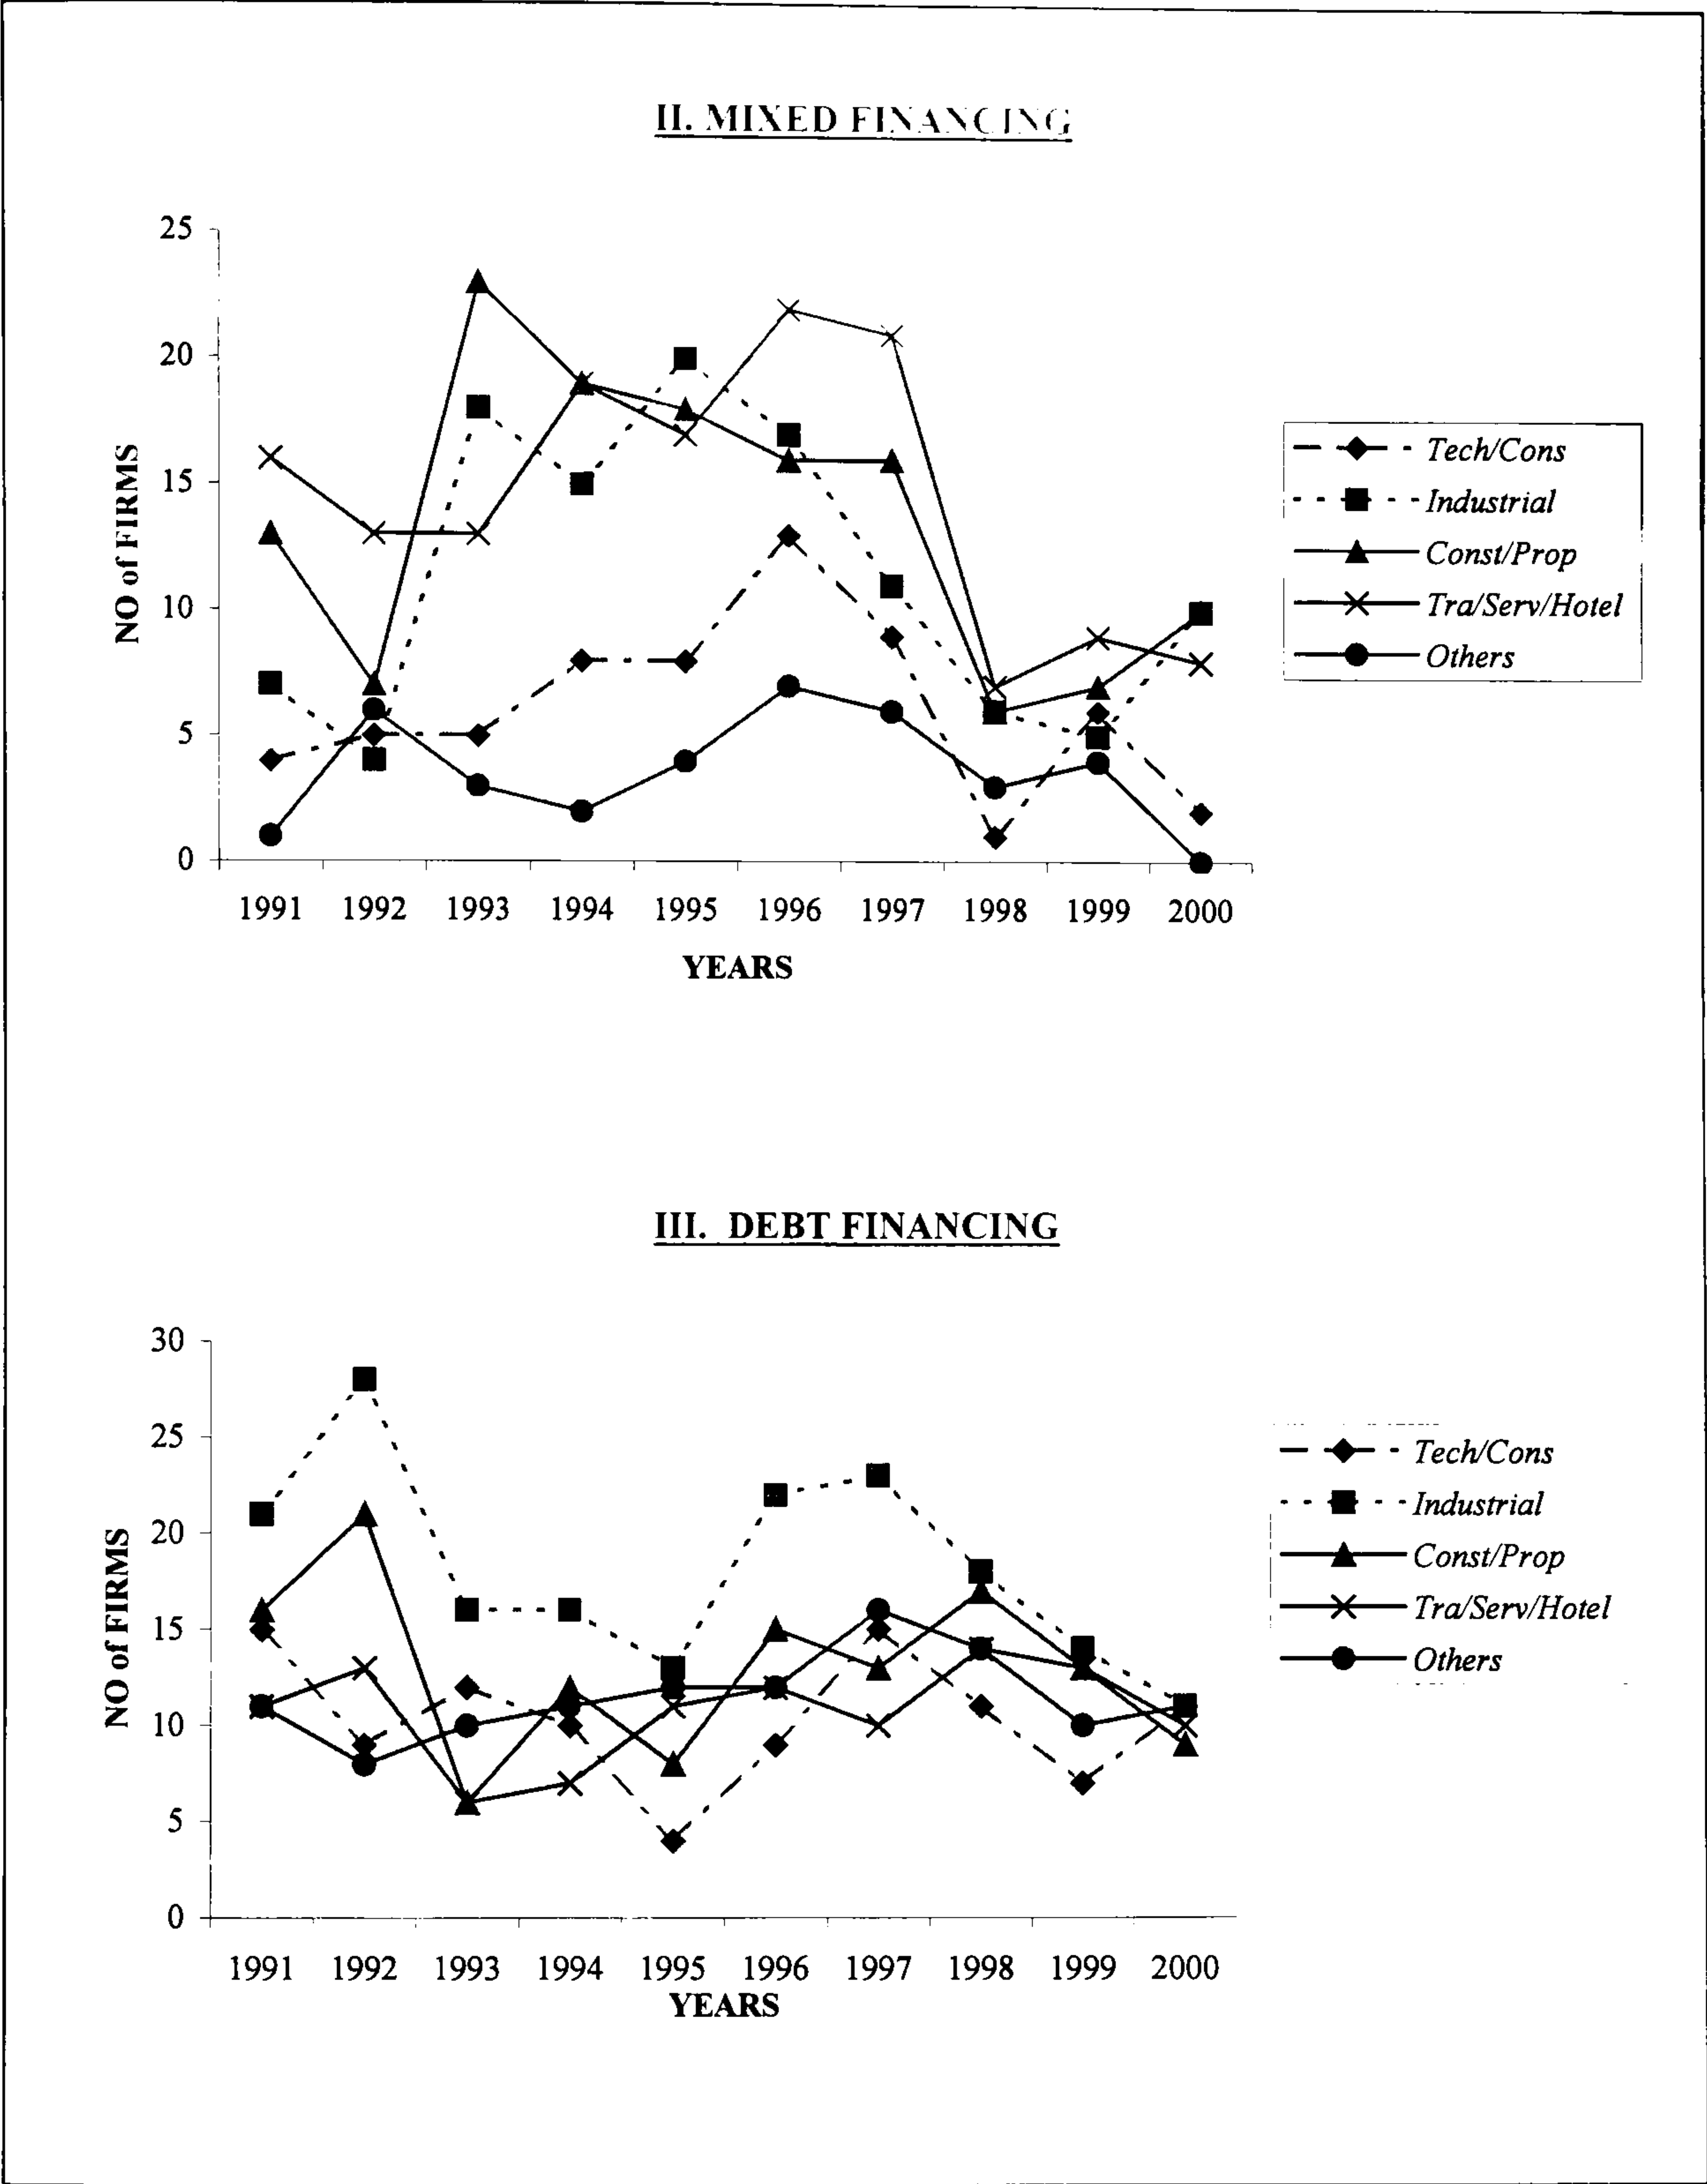 II. MIXED FINANCING
25
20
15
10
5
0
NO of FIRMS
1991 1992 1993 1994 1995 1996 1997 1998 1999 2000
YEARS
Tech/Cons
Industrial
Const/Prop
Tra/Serv/Hotel
Others
III. DEBT FINANCING
30
25
20
15
10
5
0
NO of FIRMS
1991 1992 1993 1994 1995 1996 1997 1998 1999 2000
YEARS
Tech/Cons
Industrial
Const/Prop
Tra/Serv/Hotel
Others